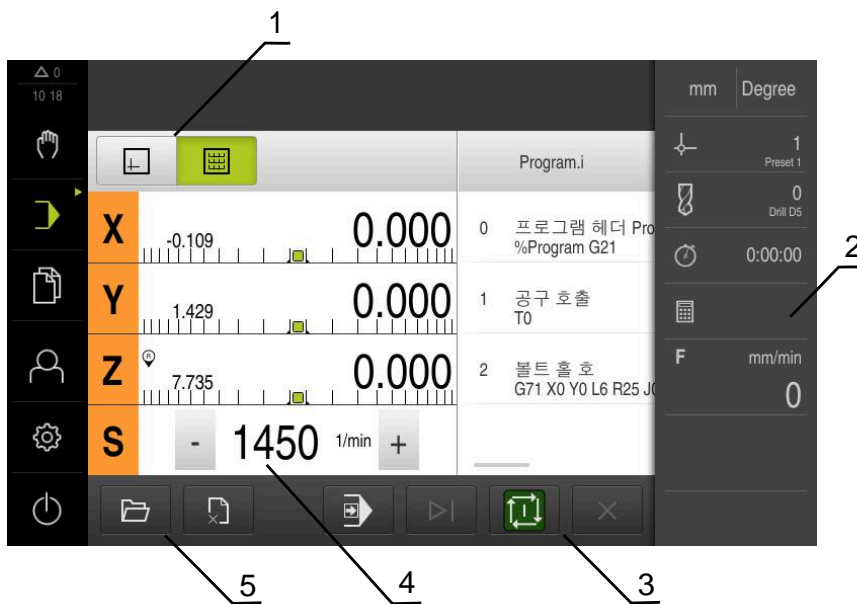 1
0
10 18
mm Degree
Program.i
1
Preset 1
X -0.109 0.000
0 프로그램 헤더 Pro
%Program G21
0
Drill D5
0:00:00
2
Y 1.429 0.000
1 공구 호출
T0
Z R 7.735 0.000
2 볼트 홀 호
G71 X0 Y0 L6 R25 J
F mm/min
0
S - 1450 1/min +
5
4
3